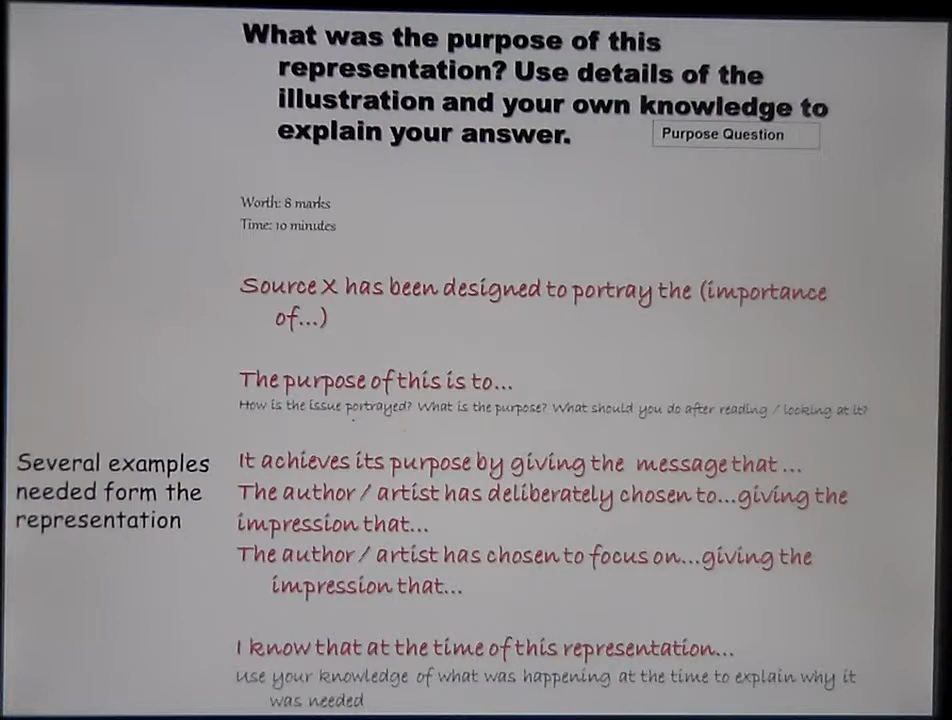 What was the purpose of this
representation? Use details of the
illustration and your own knowledge to
explain your answer.
Purpose Question
Worth: 8 marks
Time: 10 minutes
Source X has been designed to portray the (importance
of...)
The purpose of this is to...
How is the issue portrayed? What is the purpose? What should you do after reading / looking at it?
Several examples
needed form the
representation
It achieves its purpose by giving the message that ...
The author / artist has deliberately chosen to...giving the
impression that...
The author / artist has chosen to focus on...giving the
impression that...
I know that at the time of this representation...
Use your knowledge of what was happening at the time to explain why it
was needed